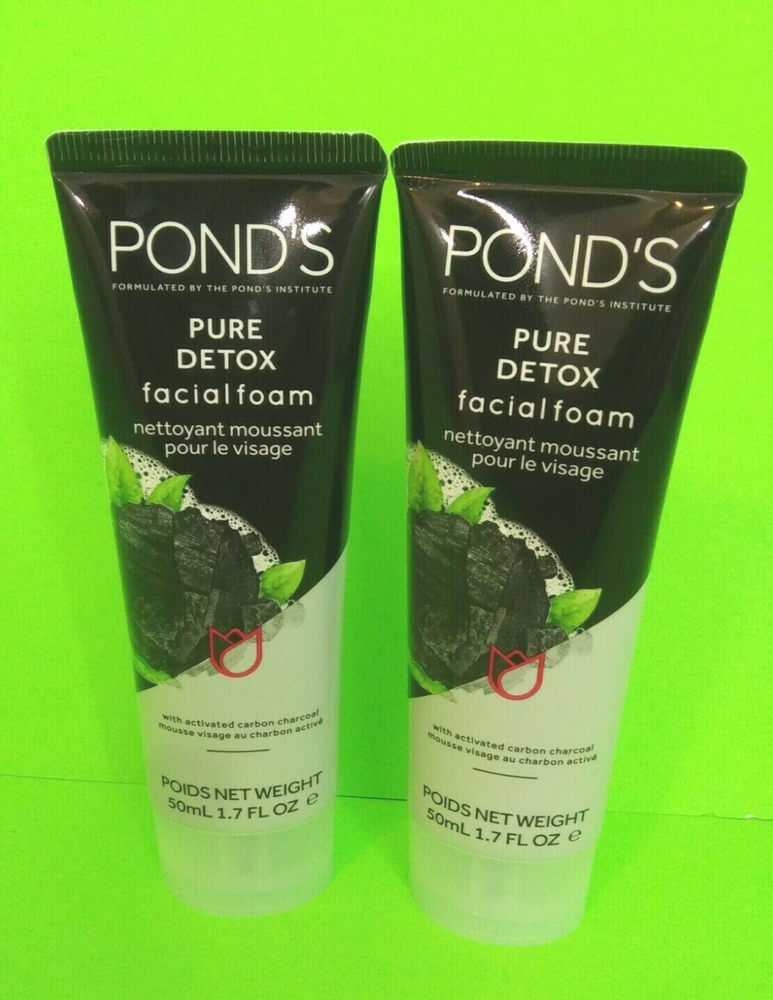 POND'S
FORMULATED BY THE POND'S INSTITUTE
PURE
DETOX
facialfoam
nettoyant moussant
pour le visage
with activated carbon charcoal
mousse visage au charbon activé
POIDS NET WEIGHT
50mL 1.7 FL OZ ℮
POND'S
FORMULATED BY THE POND'S INSTITUTE
PURE
DETOX
facialfoam
nettoyant moussant
pour le visage
with activated carbon charcoal
mousse visage au charbon activé
POIDS NET WEIGHT
50mL 1.7 FL OZ ℮